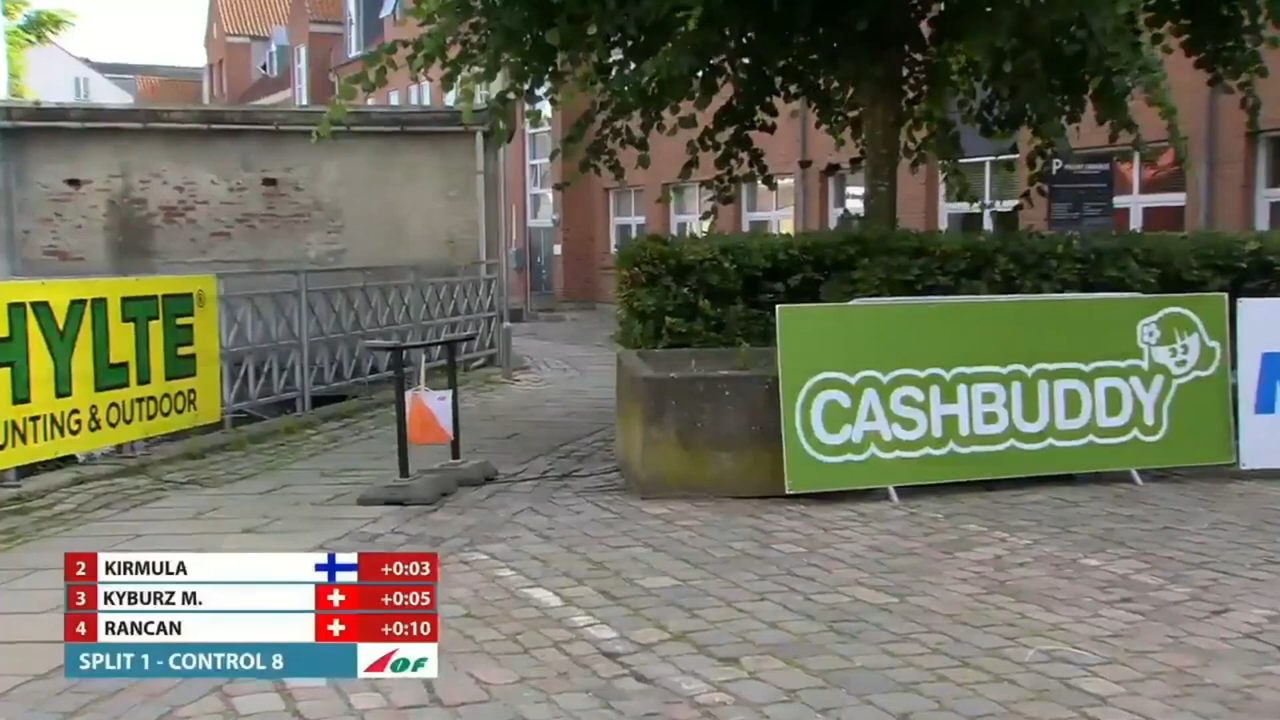 HYLTE®
UNTING & OUTDOOR
P
CASHBUDDY
2 KIRMULA +0:03
3 KYBURZ M. +0:05
4 RANCAN +0:10
SPLIT 1 - CONTROL 8 IOF